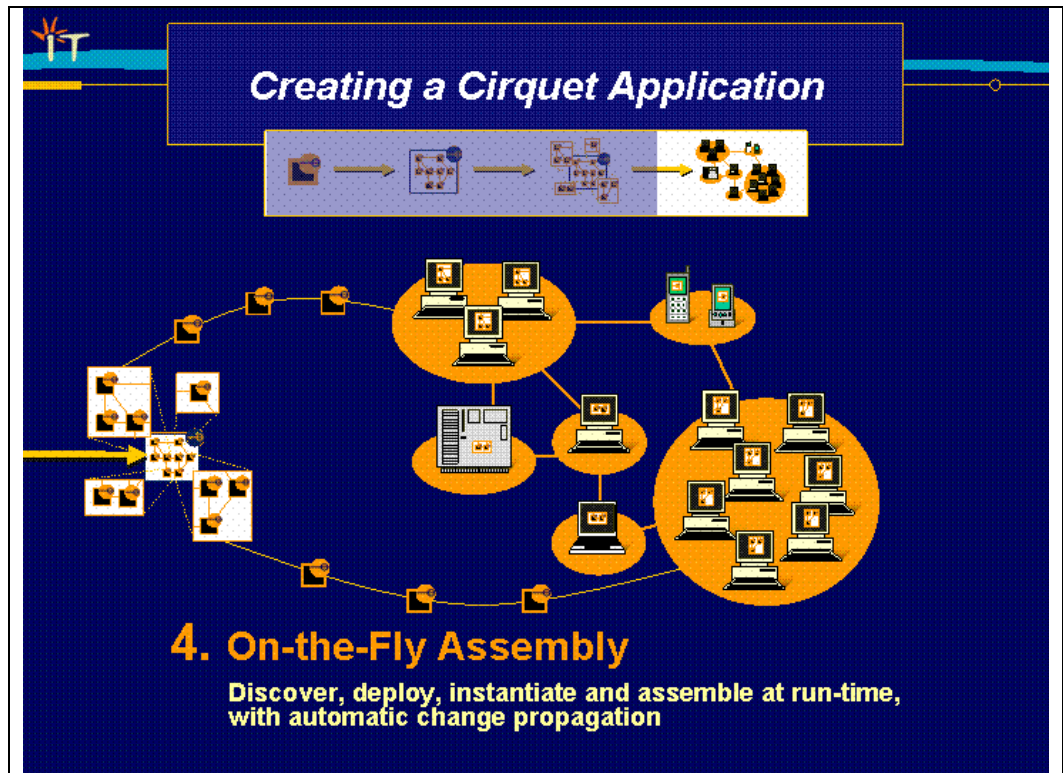 iT
Creating a Cirquet Application
4. On-the-Fly Assembly
Discover, deploy, instantiate and assemble at run-time,
with automatic change propagation